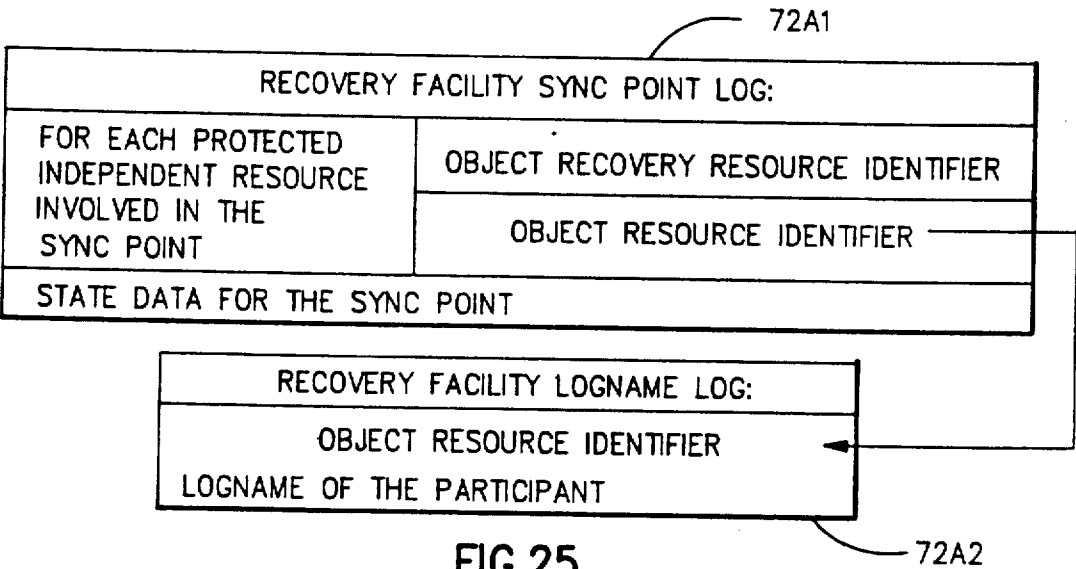 72A1
RECOVERY FACILITY SYNC POINT LOG:
FOR EACH PROTECTED
INDEPENDENT RESOURCE
INVOLVED IN THE
SYNC POINT
OBJECT RECOVERY RESOURCE IDENTIFIER
OBJECT RESOURCE IDENTIFIER
STATE DATA FOR THE SYNC POINT
RECOVERY FACILITY LOGNAME LOG:
OBJECT RESOURCE IDENTIFIER
LOGNAME OF THE PARTICIPANT
72A2
FIG.25